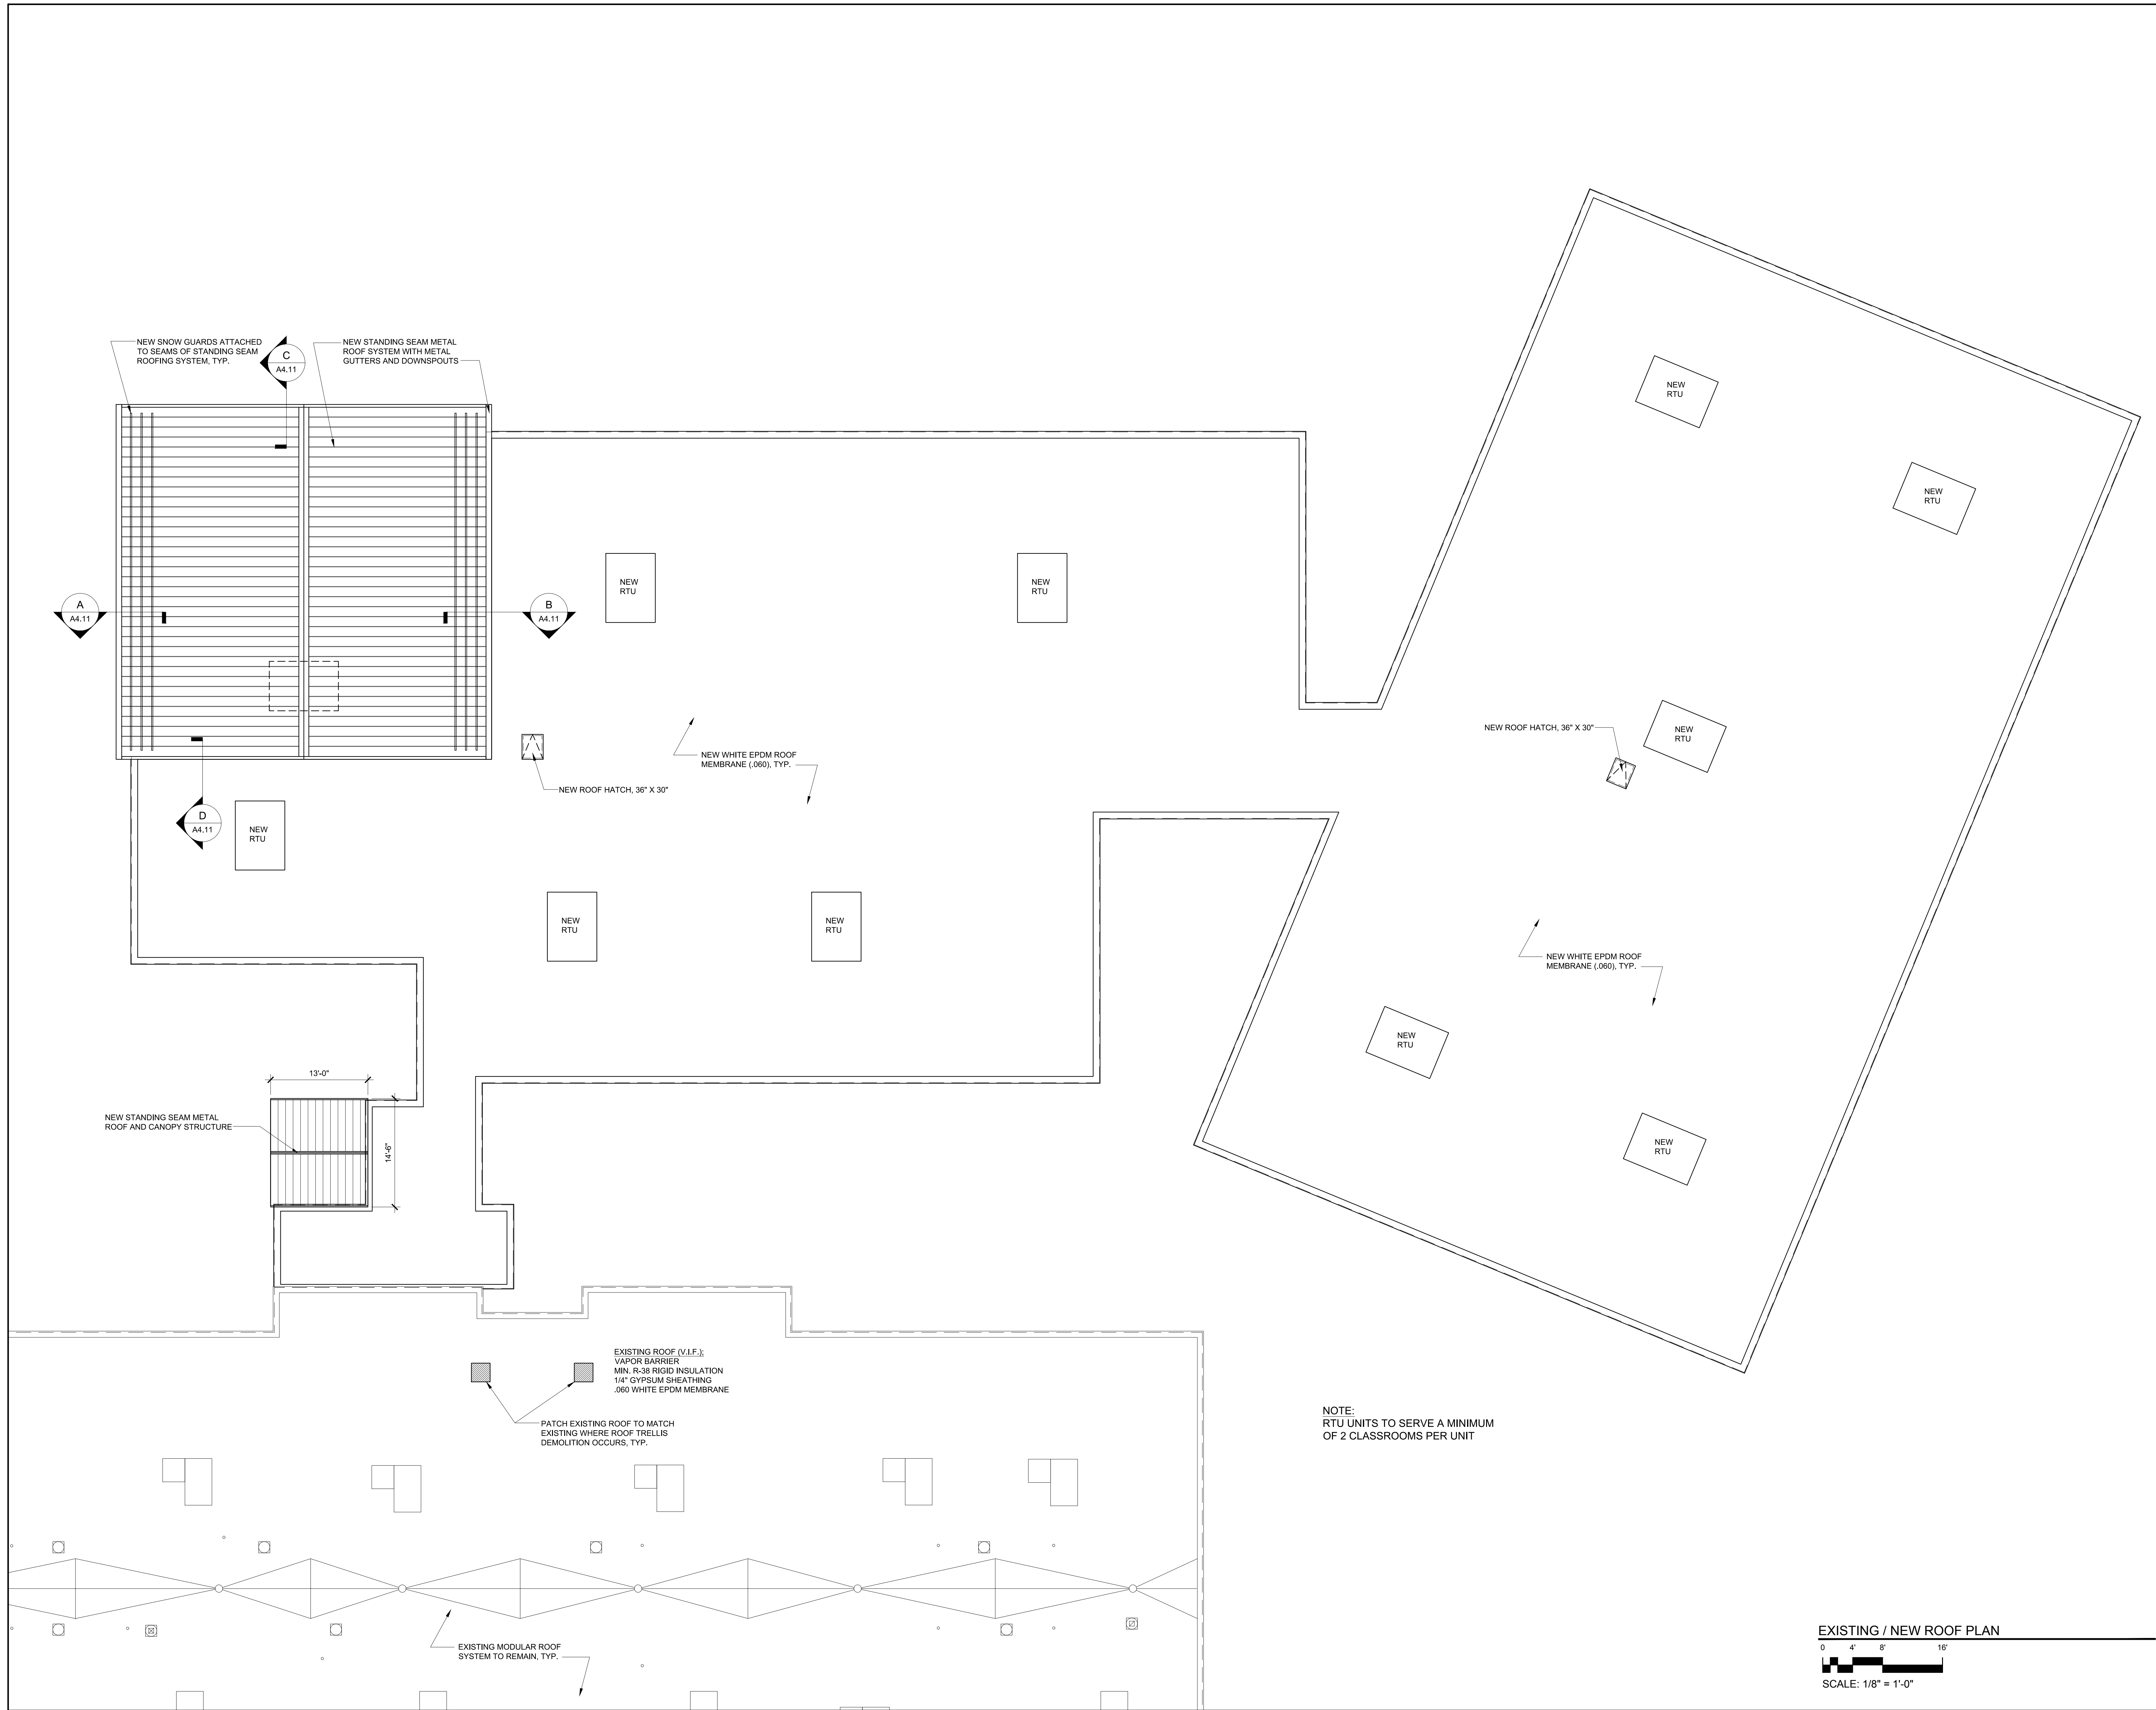 NEW SNOW GUARDS ATTACHED
TO SEAMS OF STANDING SEAM
ROOFING SYSTEM, TYP.
C
A4.11
NEW STANDING SEAM METAL
ROOF SYSTEM WITH METAL
GUTTERS AND DOWNSPOUTS
NEW
RTU
NEW
RTU
NEW
RTU
NEW
RTU
A
A4.11
B
A4.11
NEW ROOF HATCH, 36" X 30"
NEW
RTU
NEW WHITE EPDM ROOF
MEMBRANE (.060), TYP.
NEW ROOF HATCH, 36" X 30"
D
A4.11
NEW
RTU
NEW
RTU
NEW
RTU
NEW WHITE EPDM ROOF
MEMBRANE (.060), TYP.
NEW
RTU
13'-0"
NEW STANDING SEAM METAL
ROOF AND CANOPY STRUCTURE
14'-6"
NEW
RTU
EXISTING ROOF (V.I.F.):
VAPOR BARRIER
MIN. R-38 RIGID INSULATION
1/4" GYPSUM SHEATHING
.060 WHITE EPDM MEMBRANE
PATCH EXISTING ROOF TO MATCH
EXISTING WHERE ROOF TRELLIS
DEMOLITION OCCURS, TYP.
NOTE:
RTU UNITS TO SERVE A MINIMUM
OF 2 CLASSROOMS PER UNIT
EXISTING MODULAR ROOF
SYSTEM TO REMAIN, TYP.
EXISTING / NEW ROOF PLAN
0 4' 8' 16'
SCALE: 1/8" = 1'-0"